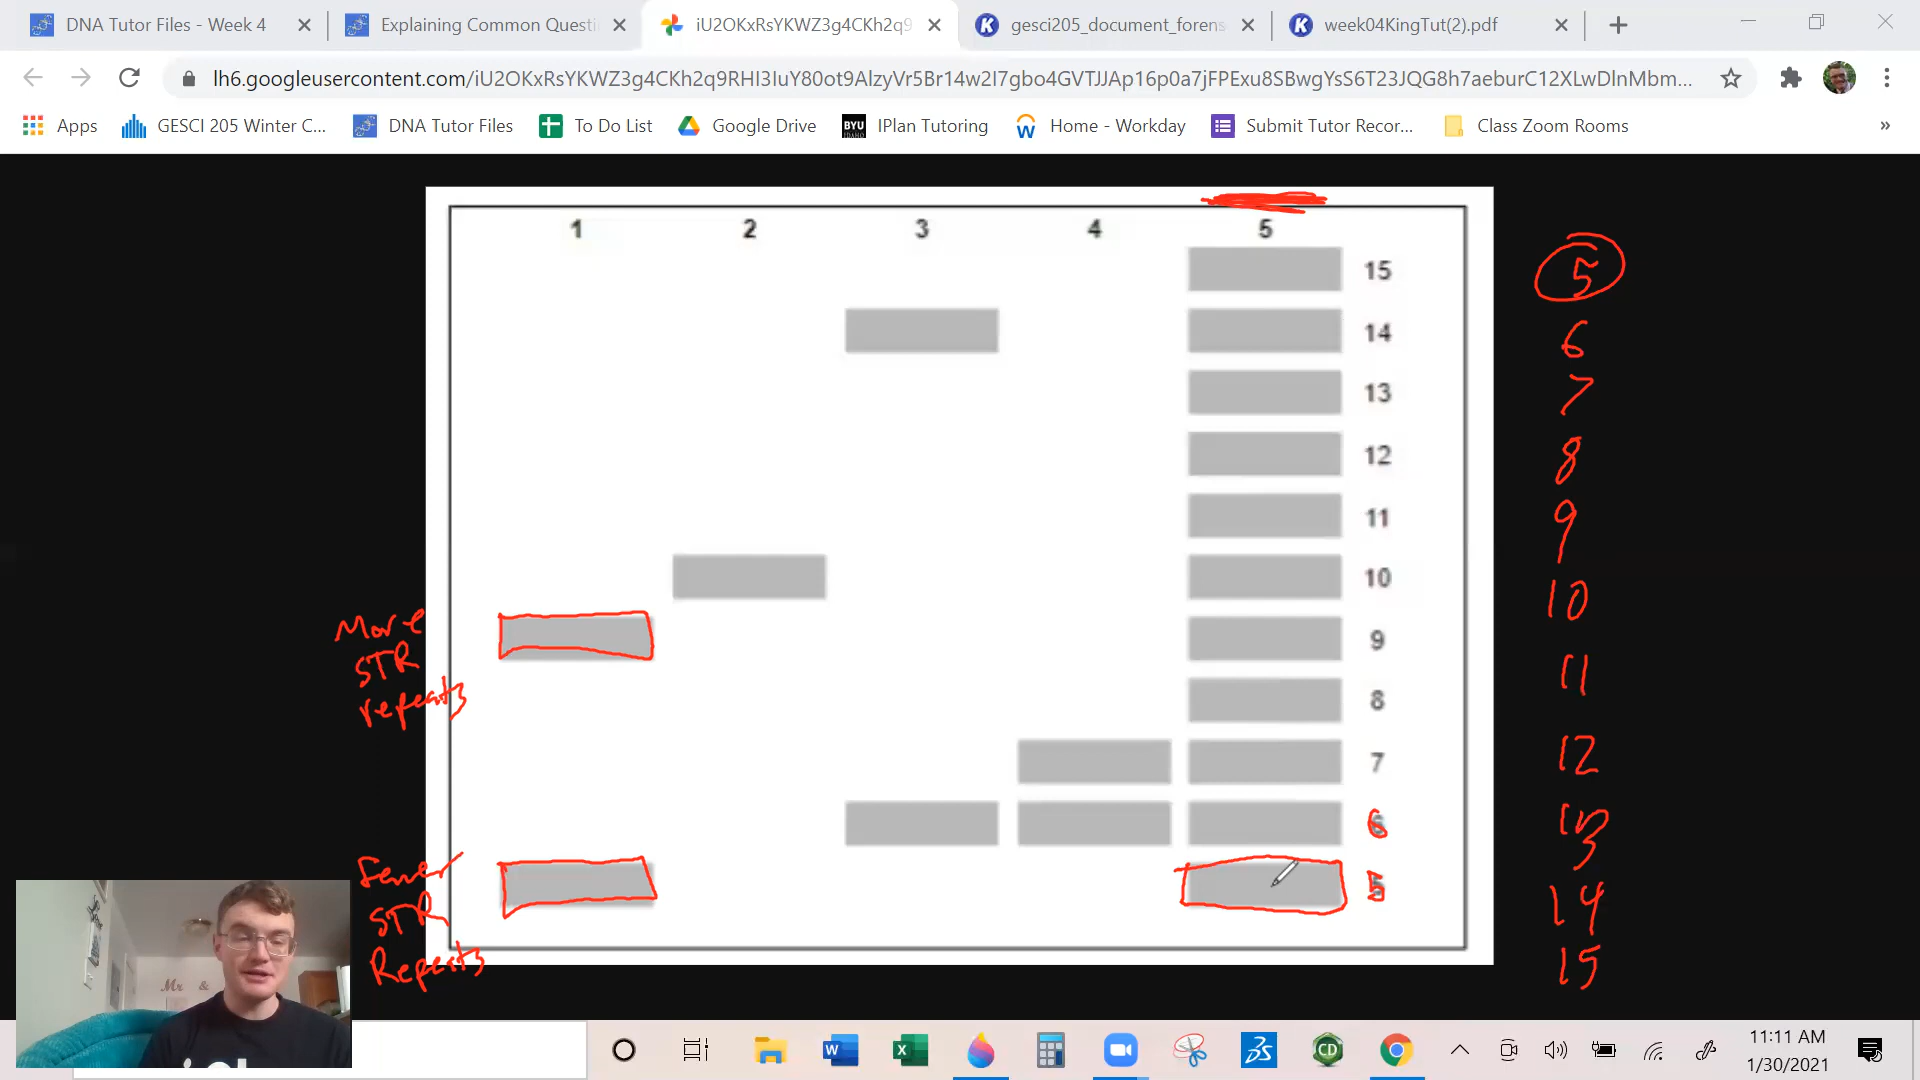 DNA Tutor Files - Week 4
Explaining Common Questi
iU2OKxRsYKWZ3g4CKh2q9
gesci205_document_forens
week04KingTut(2).pdf
lh6.googleusercontent.com/iU2OKxRsYKWZ3g4CKh2q9RHI3IuY80ot9AlzyVr5Br14w2I7gbo4GVTJJAp16p0a7jFPExu8SBwgYsS6T23JQG8h7aeburC12XLwDlnMbm...
Apps
GESCI 205 Winter C...
DNA Tutor Files
To Do List
Google Drive
BYU
IDAHO
IPlan Tutoring
Home - Workday
Submit Tutor Recor...
Class Zoom Rooms
»
1 2 3 4 5
15
14
13
12
11
10
9
8
7
6
5
More
STR
repeats
Fewer
STR
Repeats
5
6
7
8
9
10
11
12
13
14
15
Mr &
11:11 AM
1/30/2021